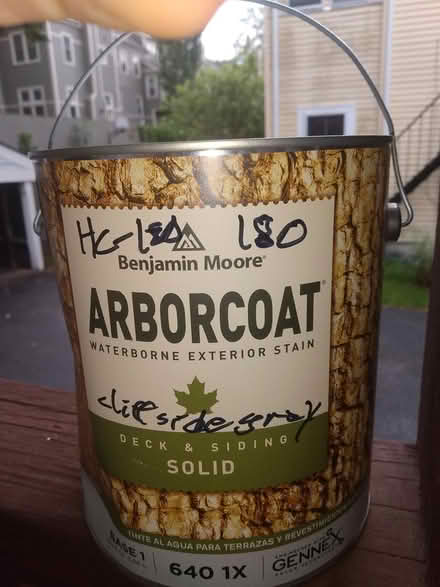 HC-180 180
Benjamin Moore®
ARBORCOAT®
WATERBORNE EXTERIOR STAIN
cliffside gray
DECK & SIDING
SOLID
TINTE AL AGUA PARA TERRAZAS Y REVESTIMIENTO
BASE 1
640 1X
GENNEX